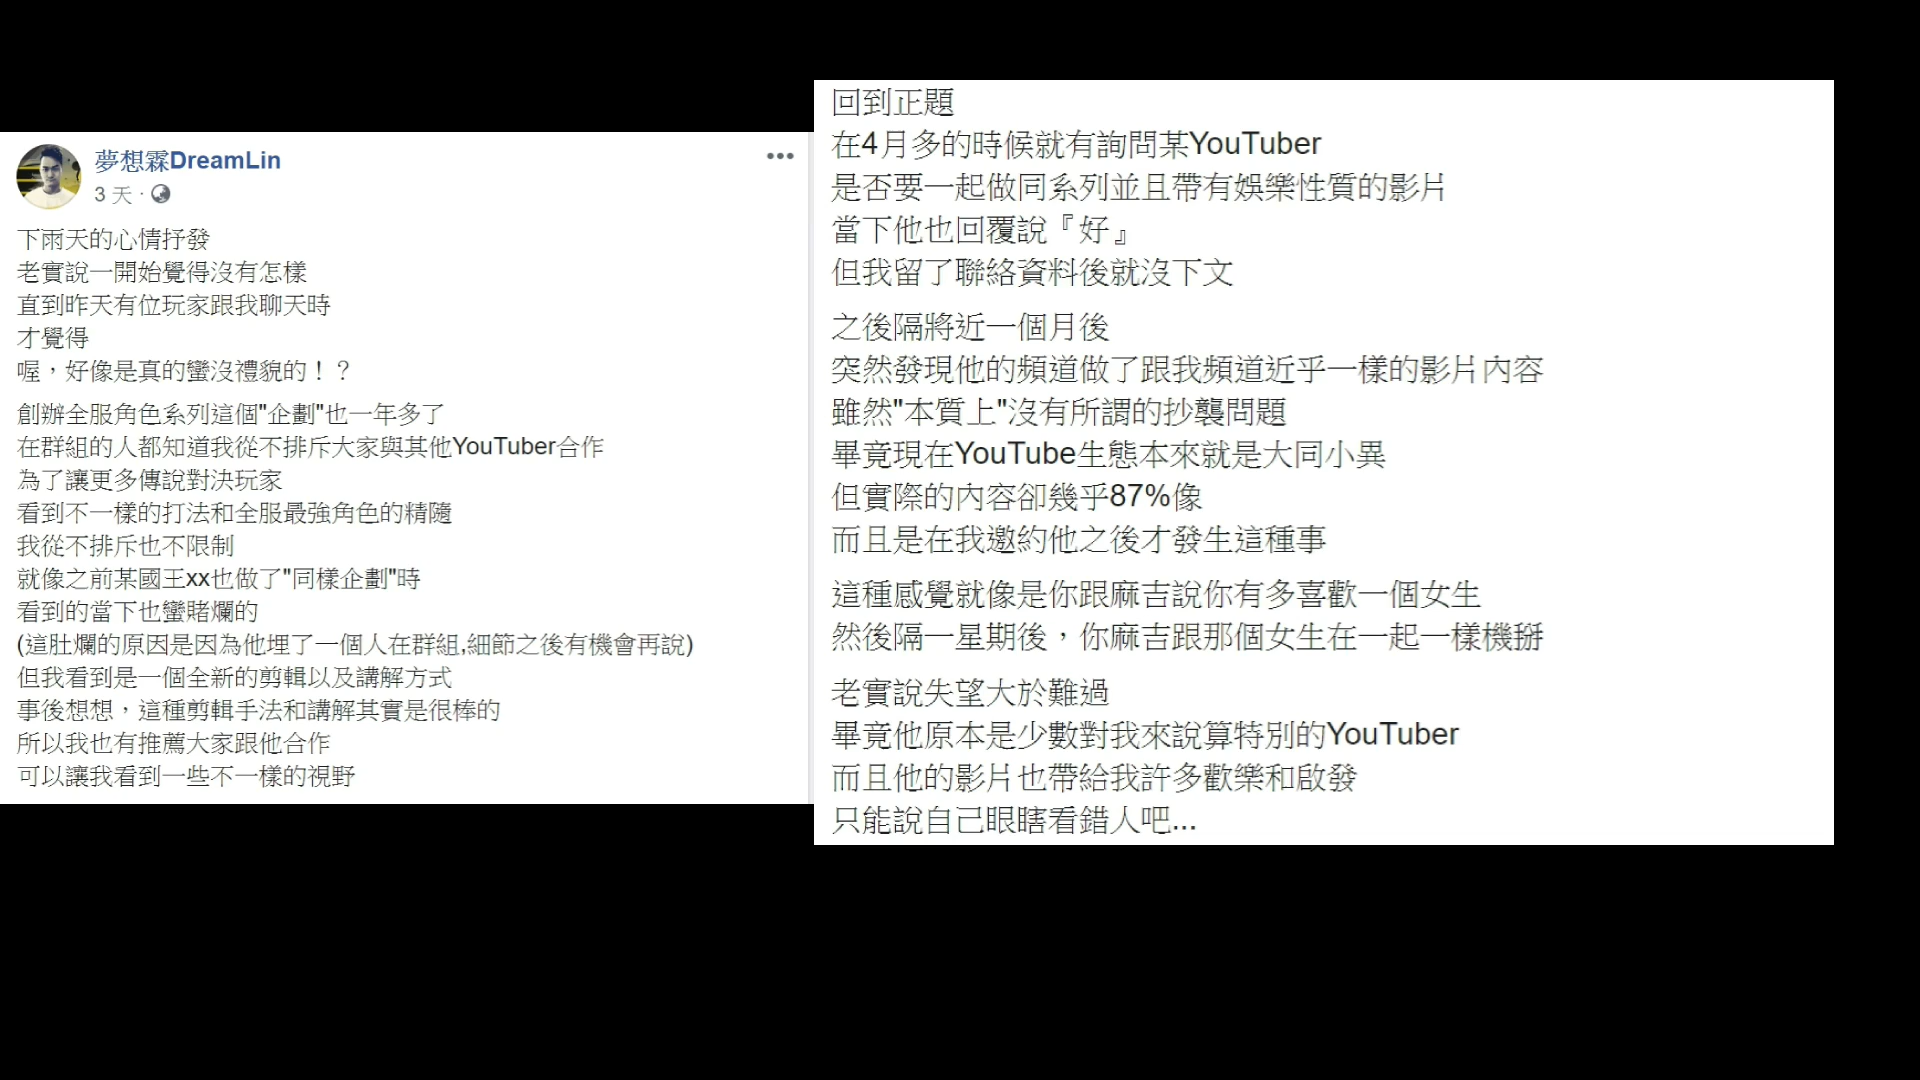 夢想霖DreamLin
3 天
下雨天的心情抒發
老實說一開始覺得沒有怎樣
直到昨天有位玩家跟我聊天時
才覺得
喔，好像是真的蠻沒禮貌的！？
創辦全服角色系列這個"企劃"也一年多了
在群組的人都知道我從不排斥大家與其他YouTuber合作
為了讓更多傳說對決玩家
看到不一樣的打法和全服最強角色的精隨
我從不排斥也不限制
就像之前某國王xx也做了"同樣企劃"時
看到的當下也蠻賭爛的
(這肚爛的原因是因為他埋了一個人在群組,細節之後有機會再說)
但我看到是一個全新的剪輯以及講解方式
事後想想，這種剪輯手法和講解其實是很棒的
所以我也有推薦大家跟他合作
可以讓我看到一些不一樣的視野
回到正題
在4月多的時候就有詢問某YouTuber
是否要一起做同系列並且帶有娛樂性質的影片
當下他也回覆說『好』
但我留了聯絡資料後就沒下文
之後隔將近一個月後
突然發現他的頻道做了跟我頻道近乎一樣的影片內容
雖然"本質上"沒有所謂的抄襲問題
畢竟現在YouTube生態本來就是大同小異
但實際的內容卻幾乎87%像
而且是在我邀約他之後才發生這種事
這種感覺就像是你跟麻吉說你有多喜歡一個女生
然後隔一星期後，你麻吉跟那個女生在一起一樣機掰
老實說失望大於難過
畢竟他原本是少數對我來說算特別的YouTuber
而且他的影片也帶給我許多歡樂和啟發
只能說自己眼瞎看錯人吧...